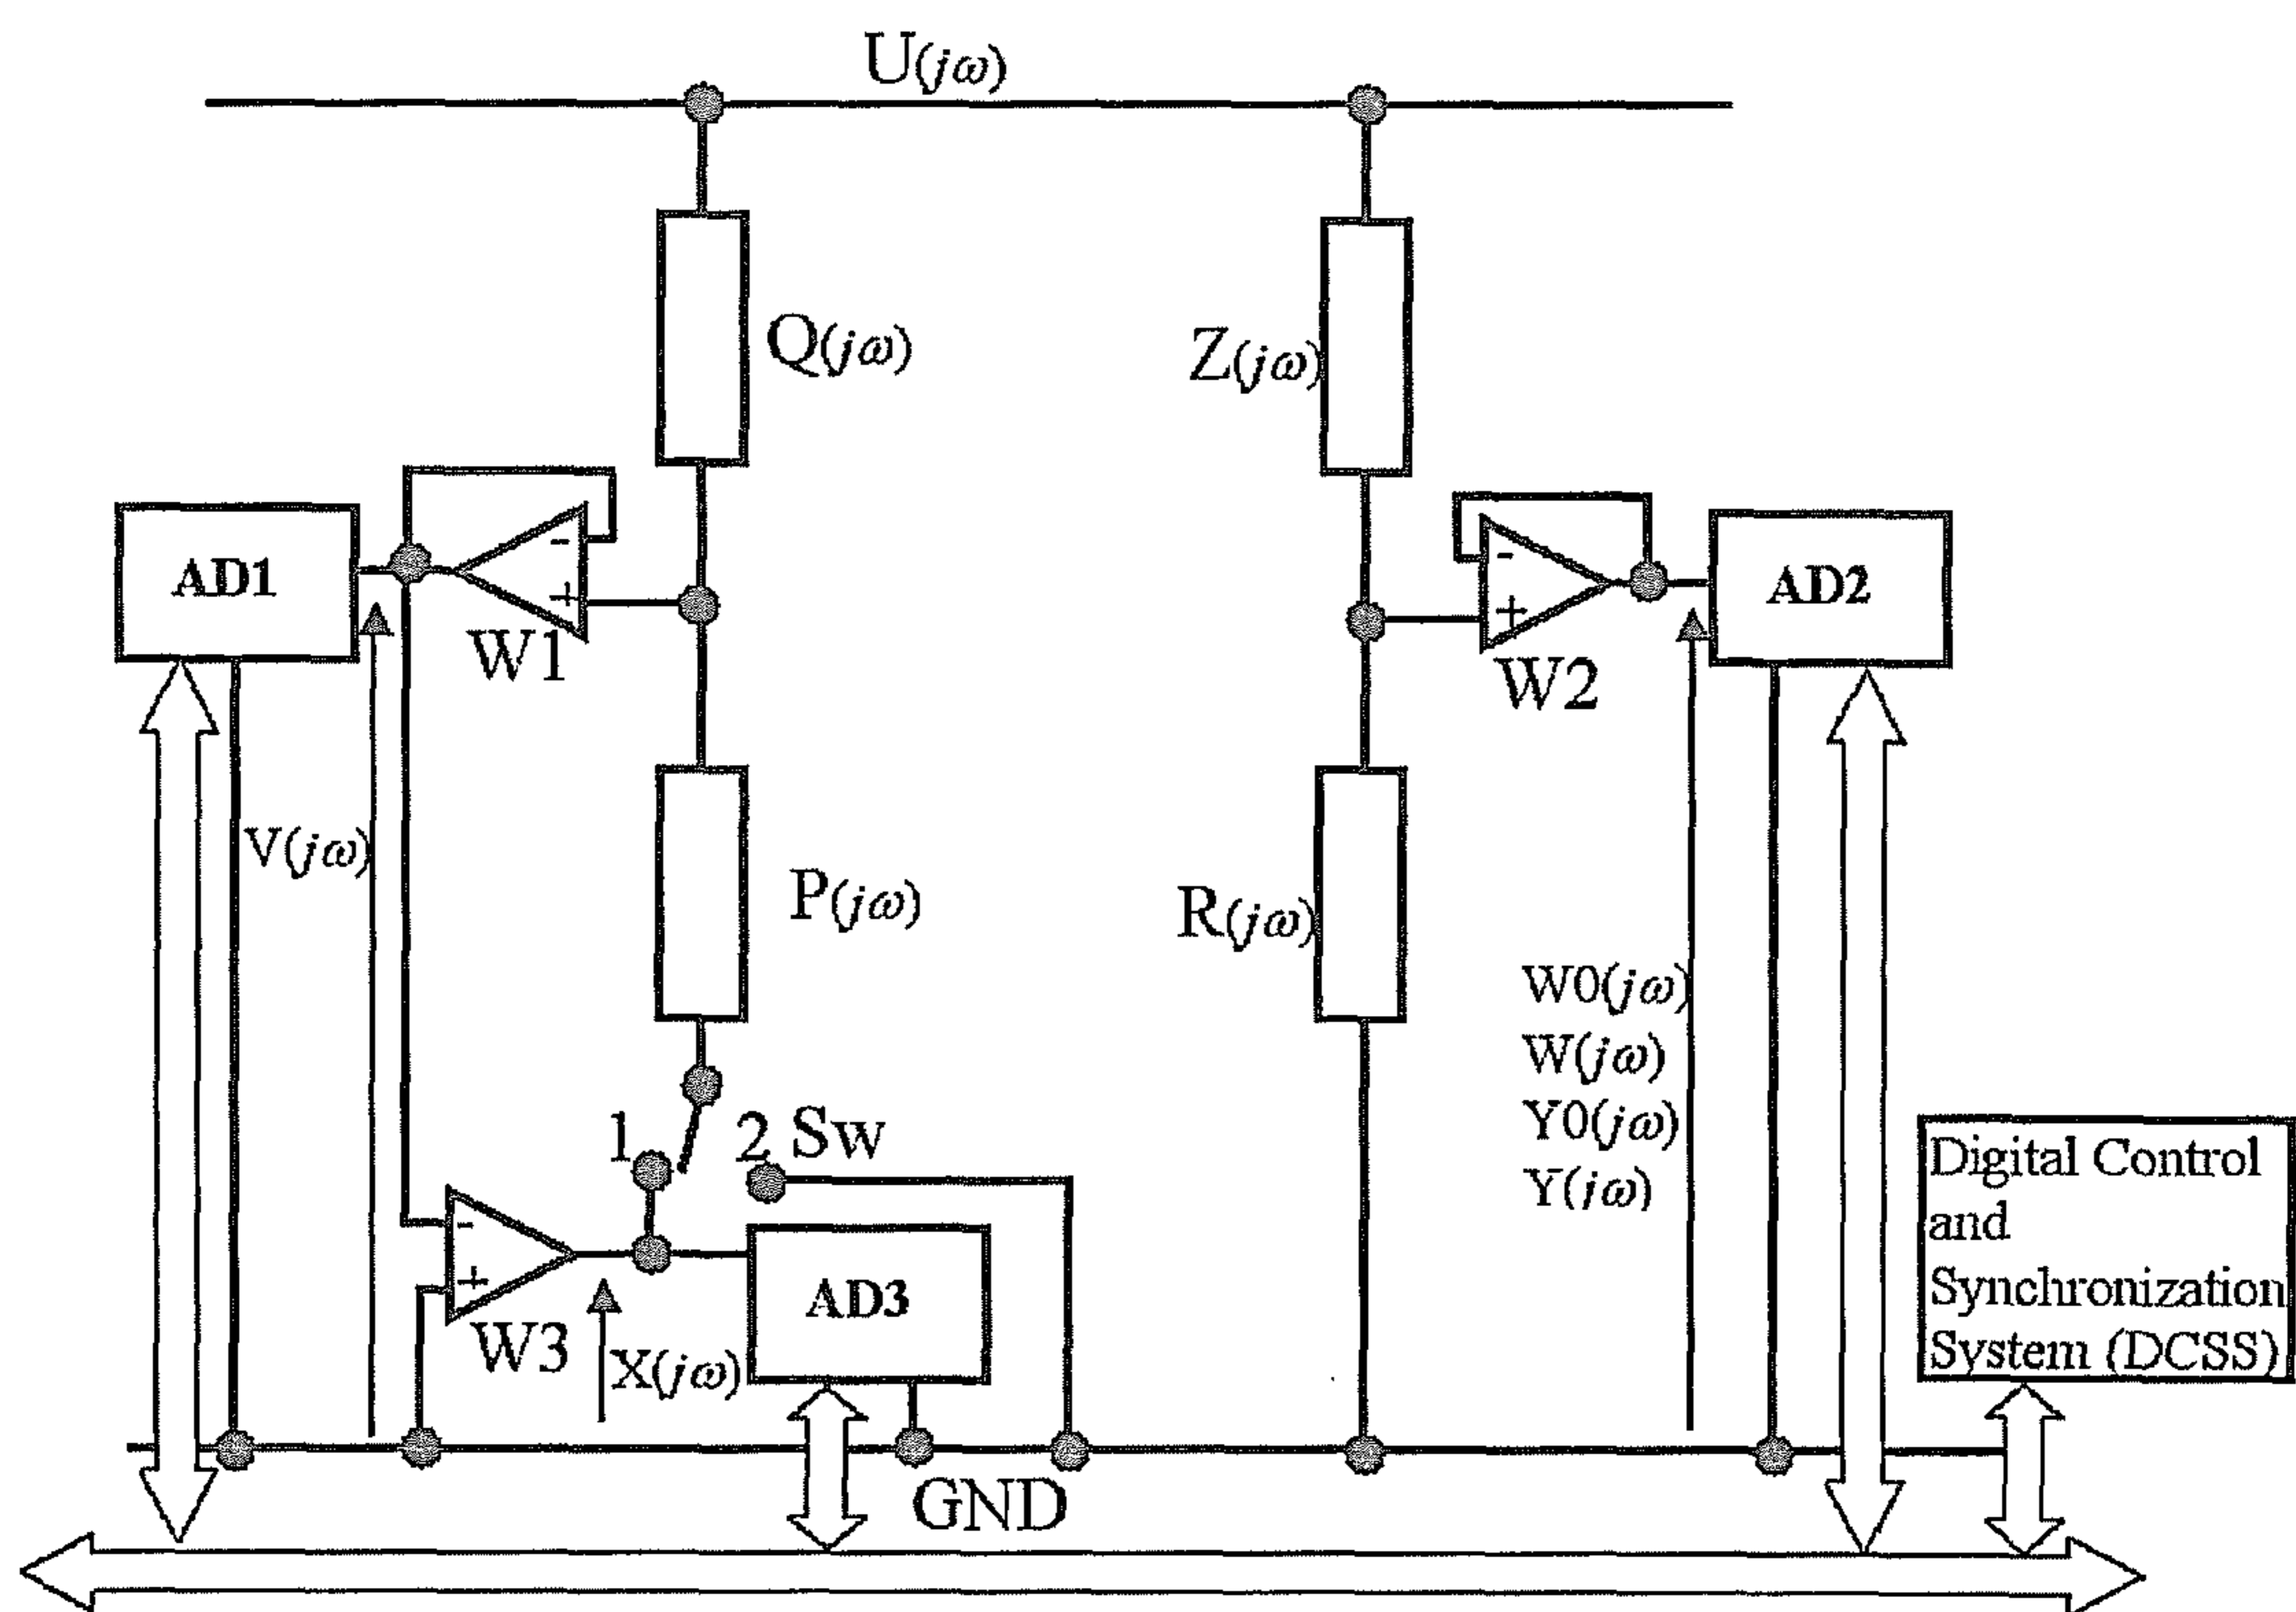 U(jω)
Q(jω)
Z(jω)
AD1
-
+
W1
-
+
W2
AD2
V(jω)
P(jω)
R(jω)
W0(jω)
W(jω)
Y0(jω)
Y(jω)
1
2 Sw
-
+
W3
X(jω)
AD3
GND
Digital Control
and
Synchronization
System (DCSS)